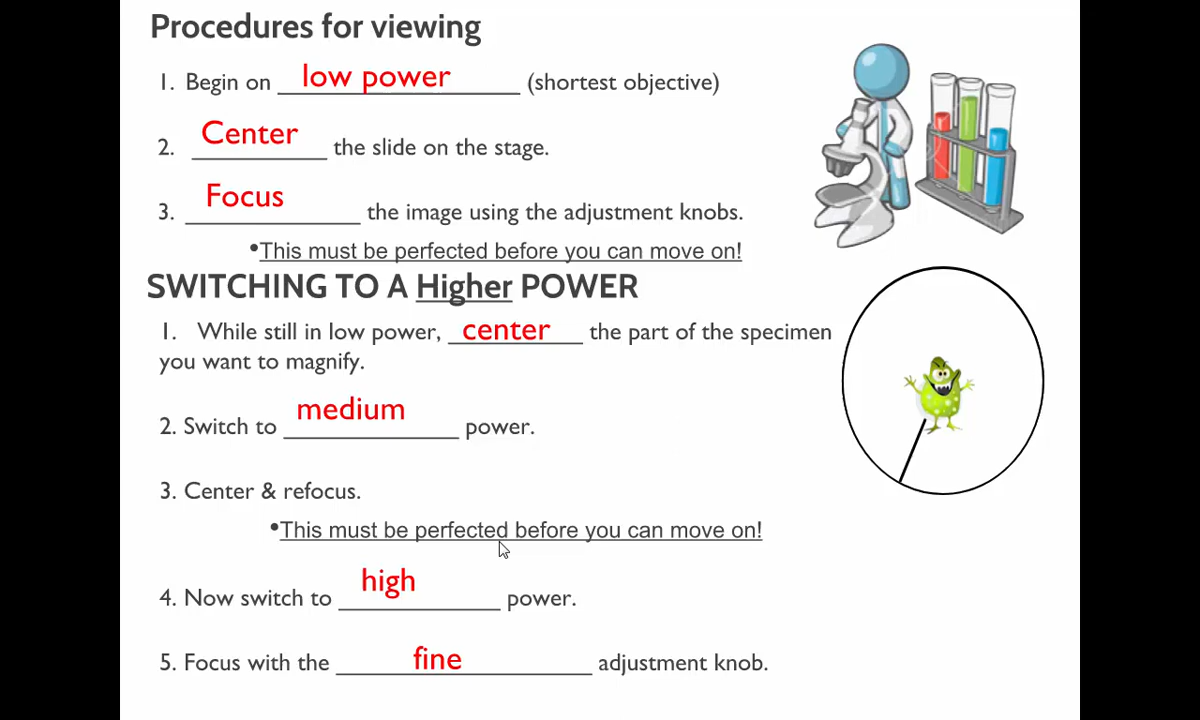 Procedures for viewing
1. Begin on low power (shortest objective)
2. Center the slide on the stage.
3. Focus the image using the adjustment knobs.
•This must be perfected before you can move on!
SWITCHING TO A Higher POWER
1. While still in low power, center the part of the specimen
you want to magnify.
2. Switch to medium power.
3. Center & refocus.
•This must be perfected before you can move on!
4. Now switch to high power.
5. Focus with the fine adjustment knob.